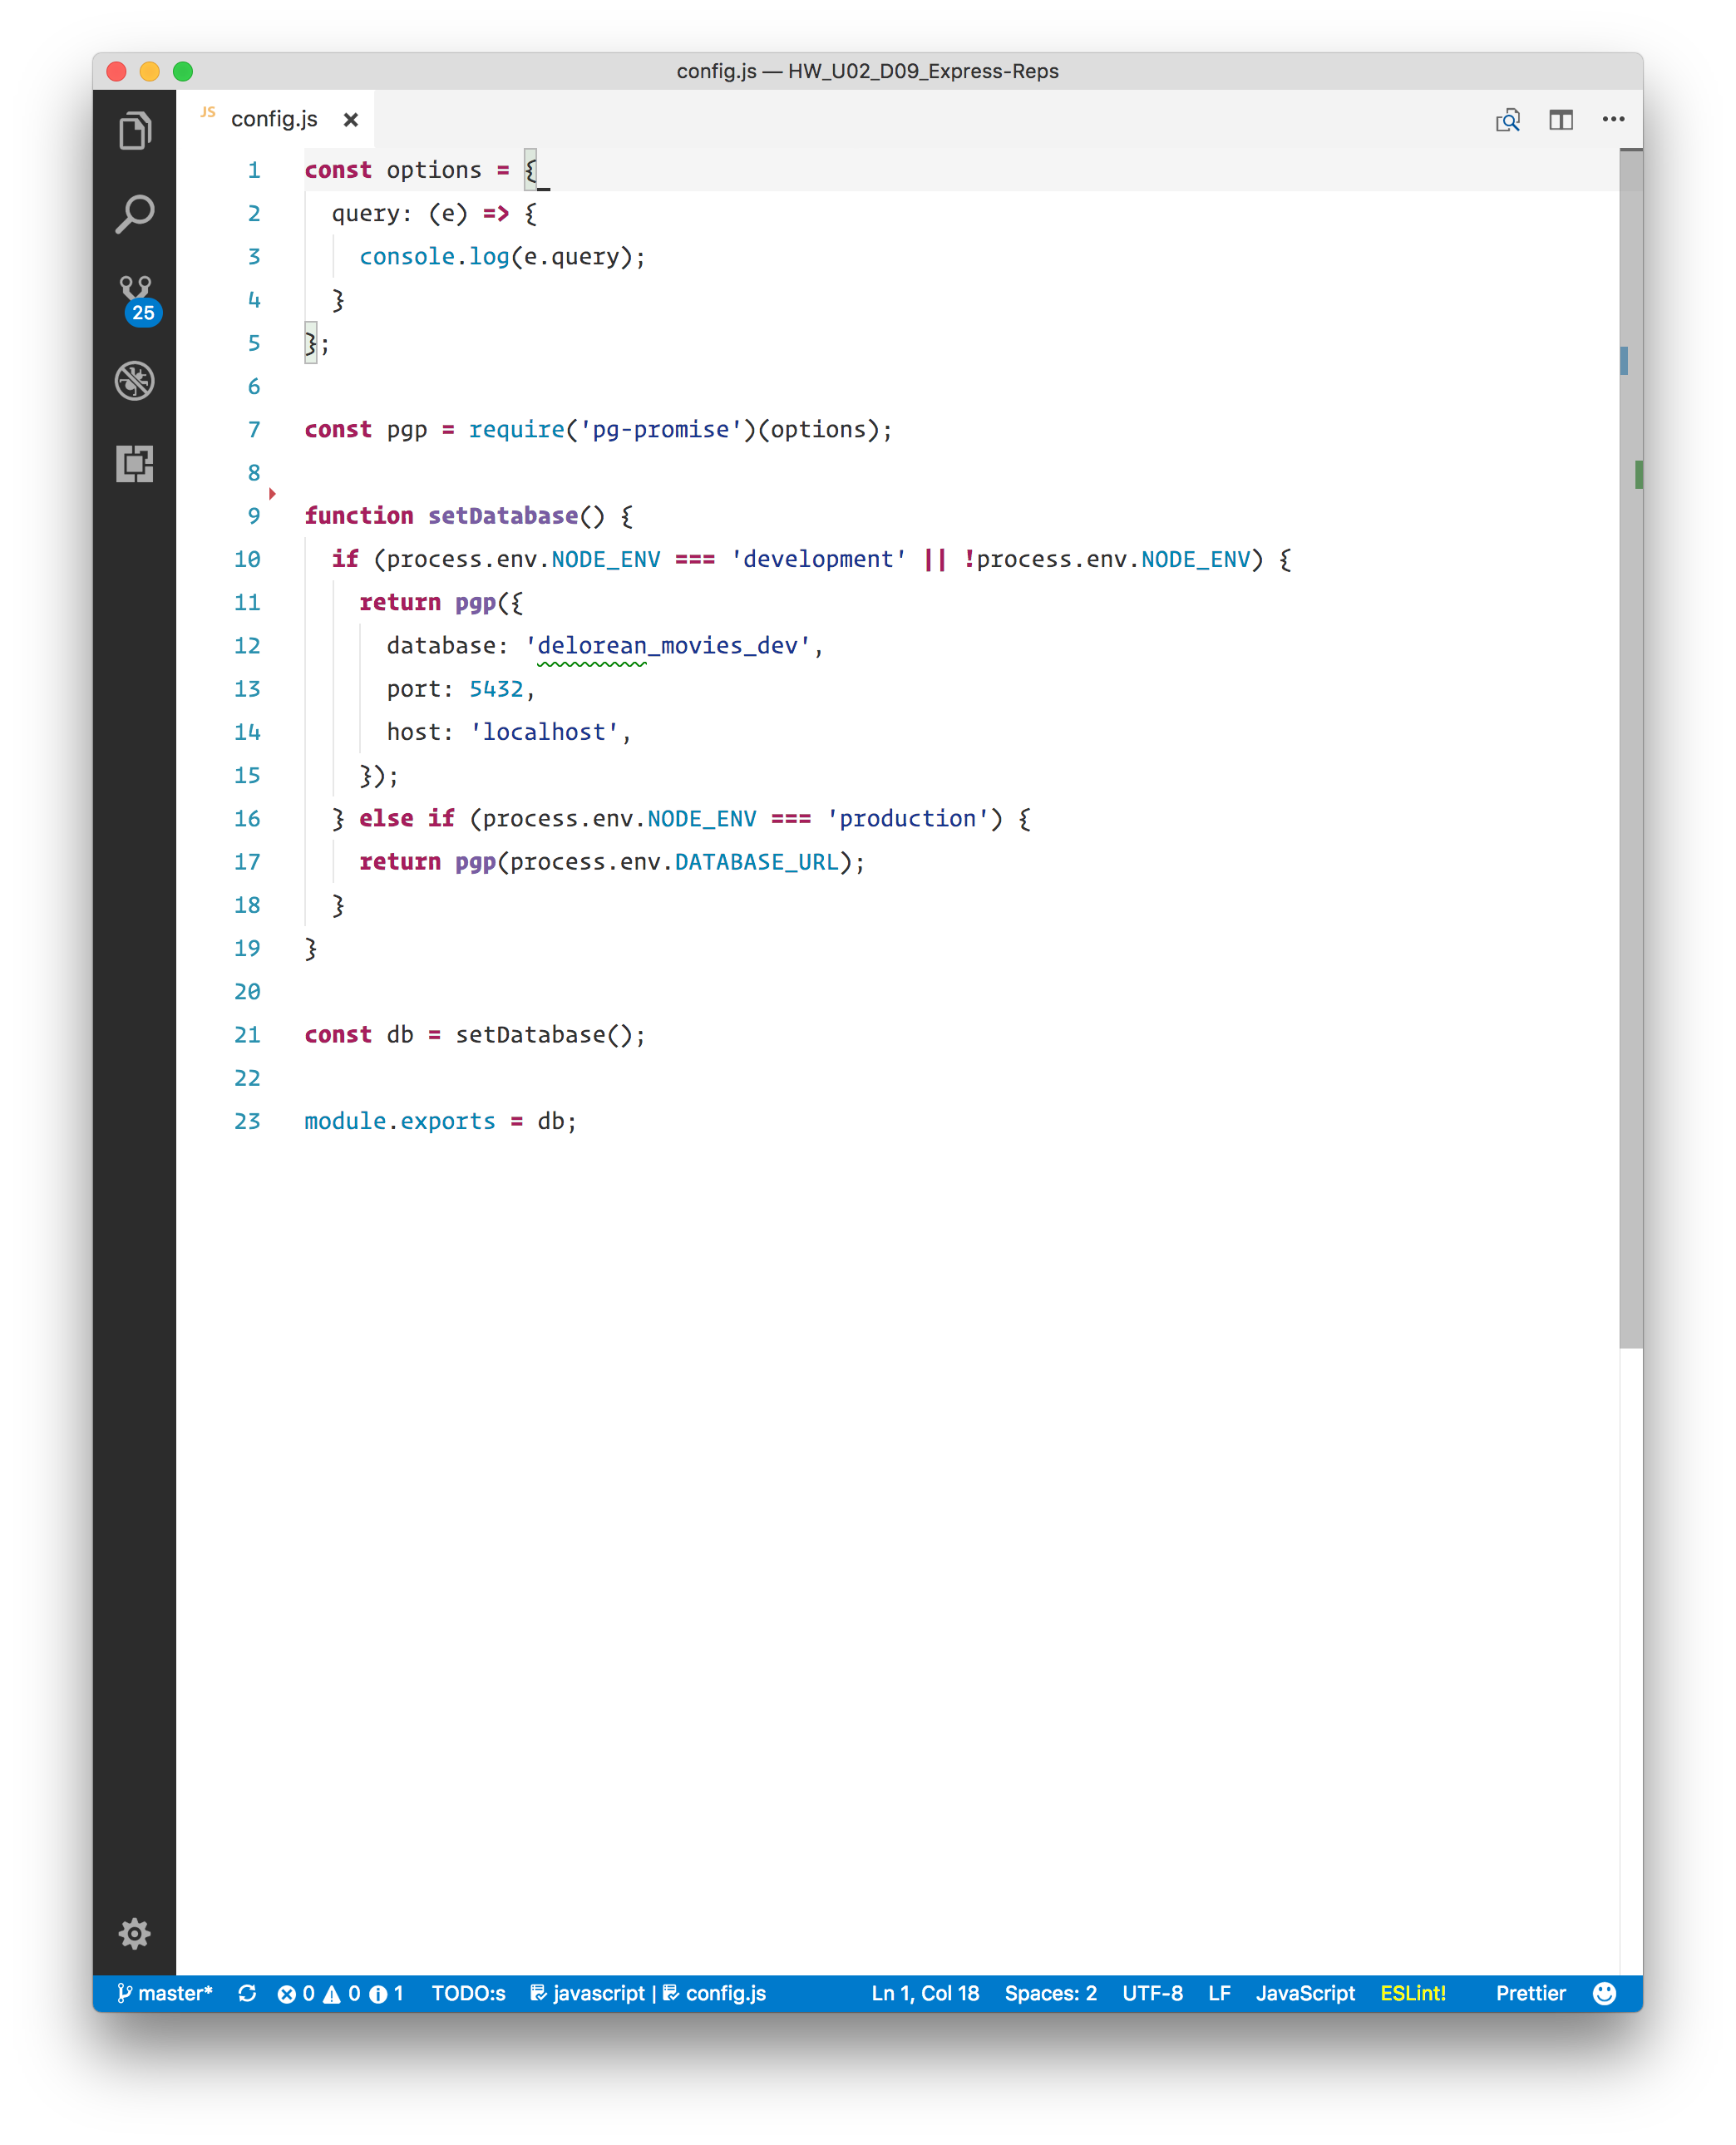 config.js — HW_U02_D09_Express-Reps
JS config.js ×
25
1 const options = {
2   query: (e) => {
3     console.log(e.query);
4   }
5 };
6
7 const pgp = require('pg-promise')(options);
8
9 function setDatabase() {
10   if (process.env.NODE_ENV === 'development' || !process.env.NODE_ENV) {
11     return pgp({
12       database: 'delorean_movies_dev',
13       port: 5432,
14       host: 'localhost',
15     });
16   } else if (process.env.NODE_ENV === 'production') {
17     return pgp(process.env.DATABASE_URL);
18   }
19 }
20
21 const db = setDatabase();
22
23 module.exports = db;
master* 0 0 1 TODO:s javascript | config.js Ln 1, Col 18 Spaces: 2 UTF-8 LF JavaScript ESLint! Prettier